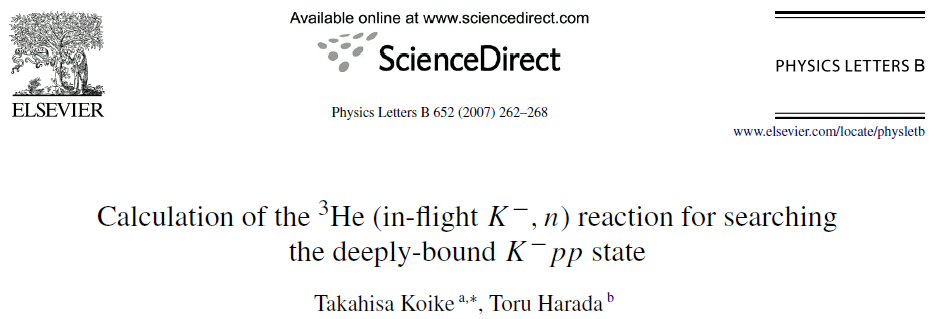 Available online at www.sciencedirect.com
ScienceDirect
ELSEVIER
Physics Letters B 652 (2007) 262–268
PHYSICS LETTERS B
www.elsevier.com/locate/physletb
Calculation of the ³He (in-flight K⁻, n) reaction for searching
the deeply-bound K⁻pp state
Takahisa Koike ᵃ,*, Toru Harada ᵇ